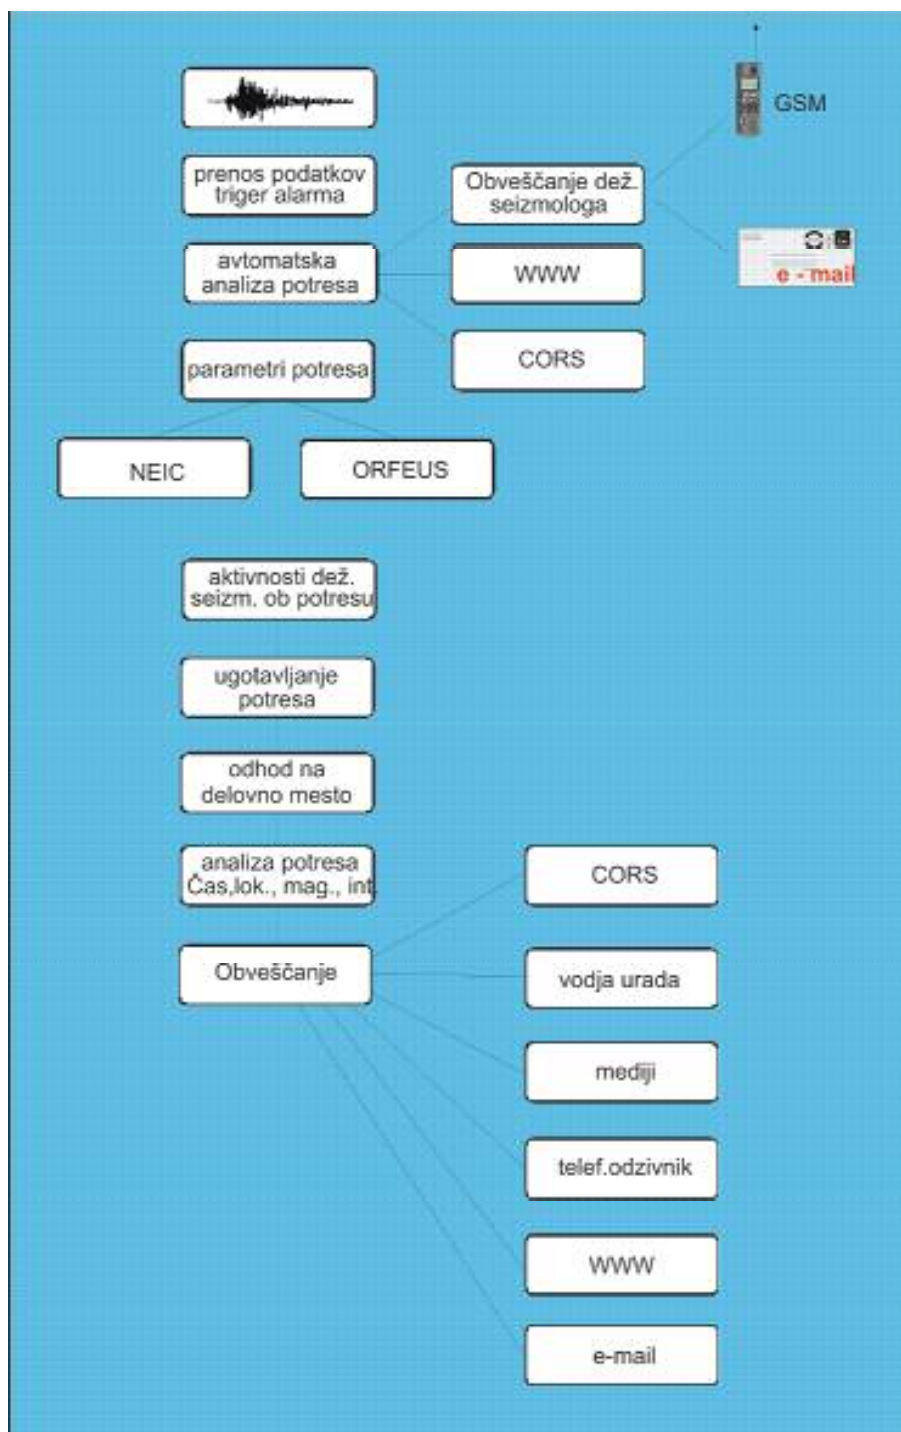 GSM
prenos podatkov
triger alarma
Obveščanje dež.
seizmologa
avtomatska
analiza potresa
WWW
e - mail
CORS
parametri potresa
NEIC
ORFEUS
aktivnosti dež.
seizm. ob potresu
ugotavljanje
potresa
odhod na
delovno mesto
analiza potresa
Čas,lok., mag., int.
CORS
Obveščanje
vodja urada
mediji
telef.odzivnik
WWW
e-mail